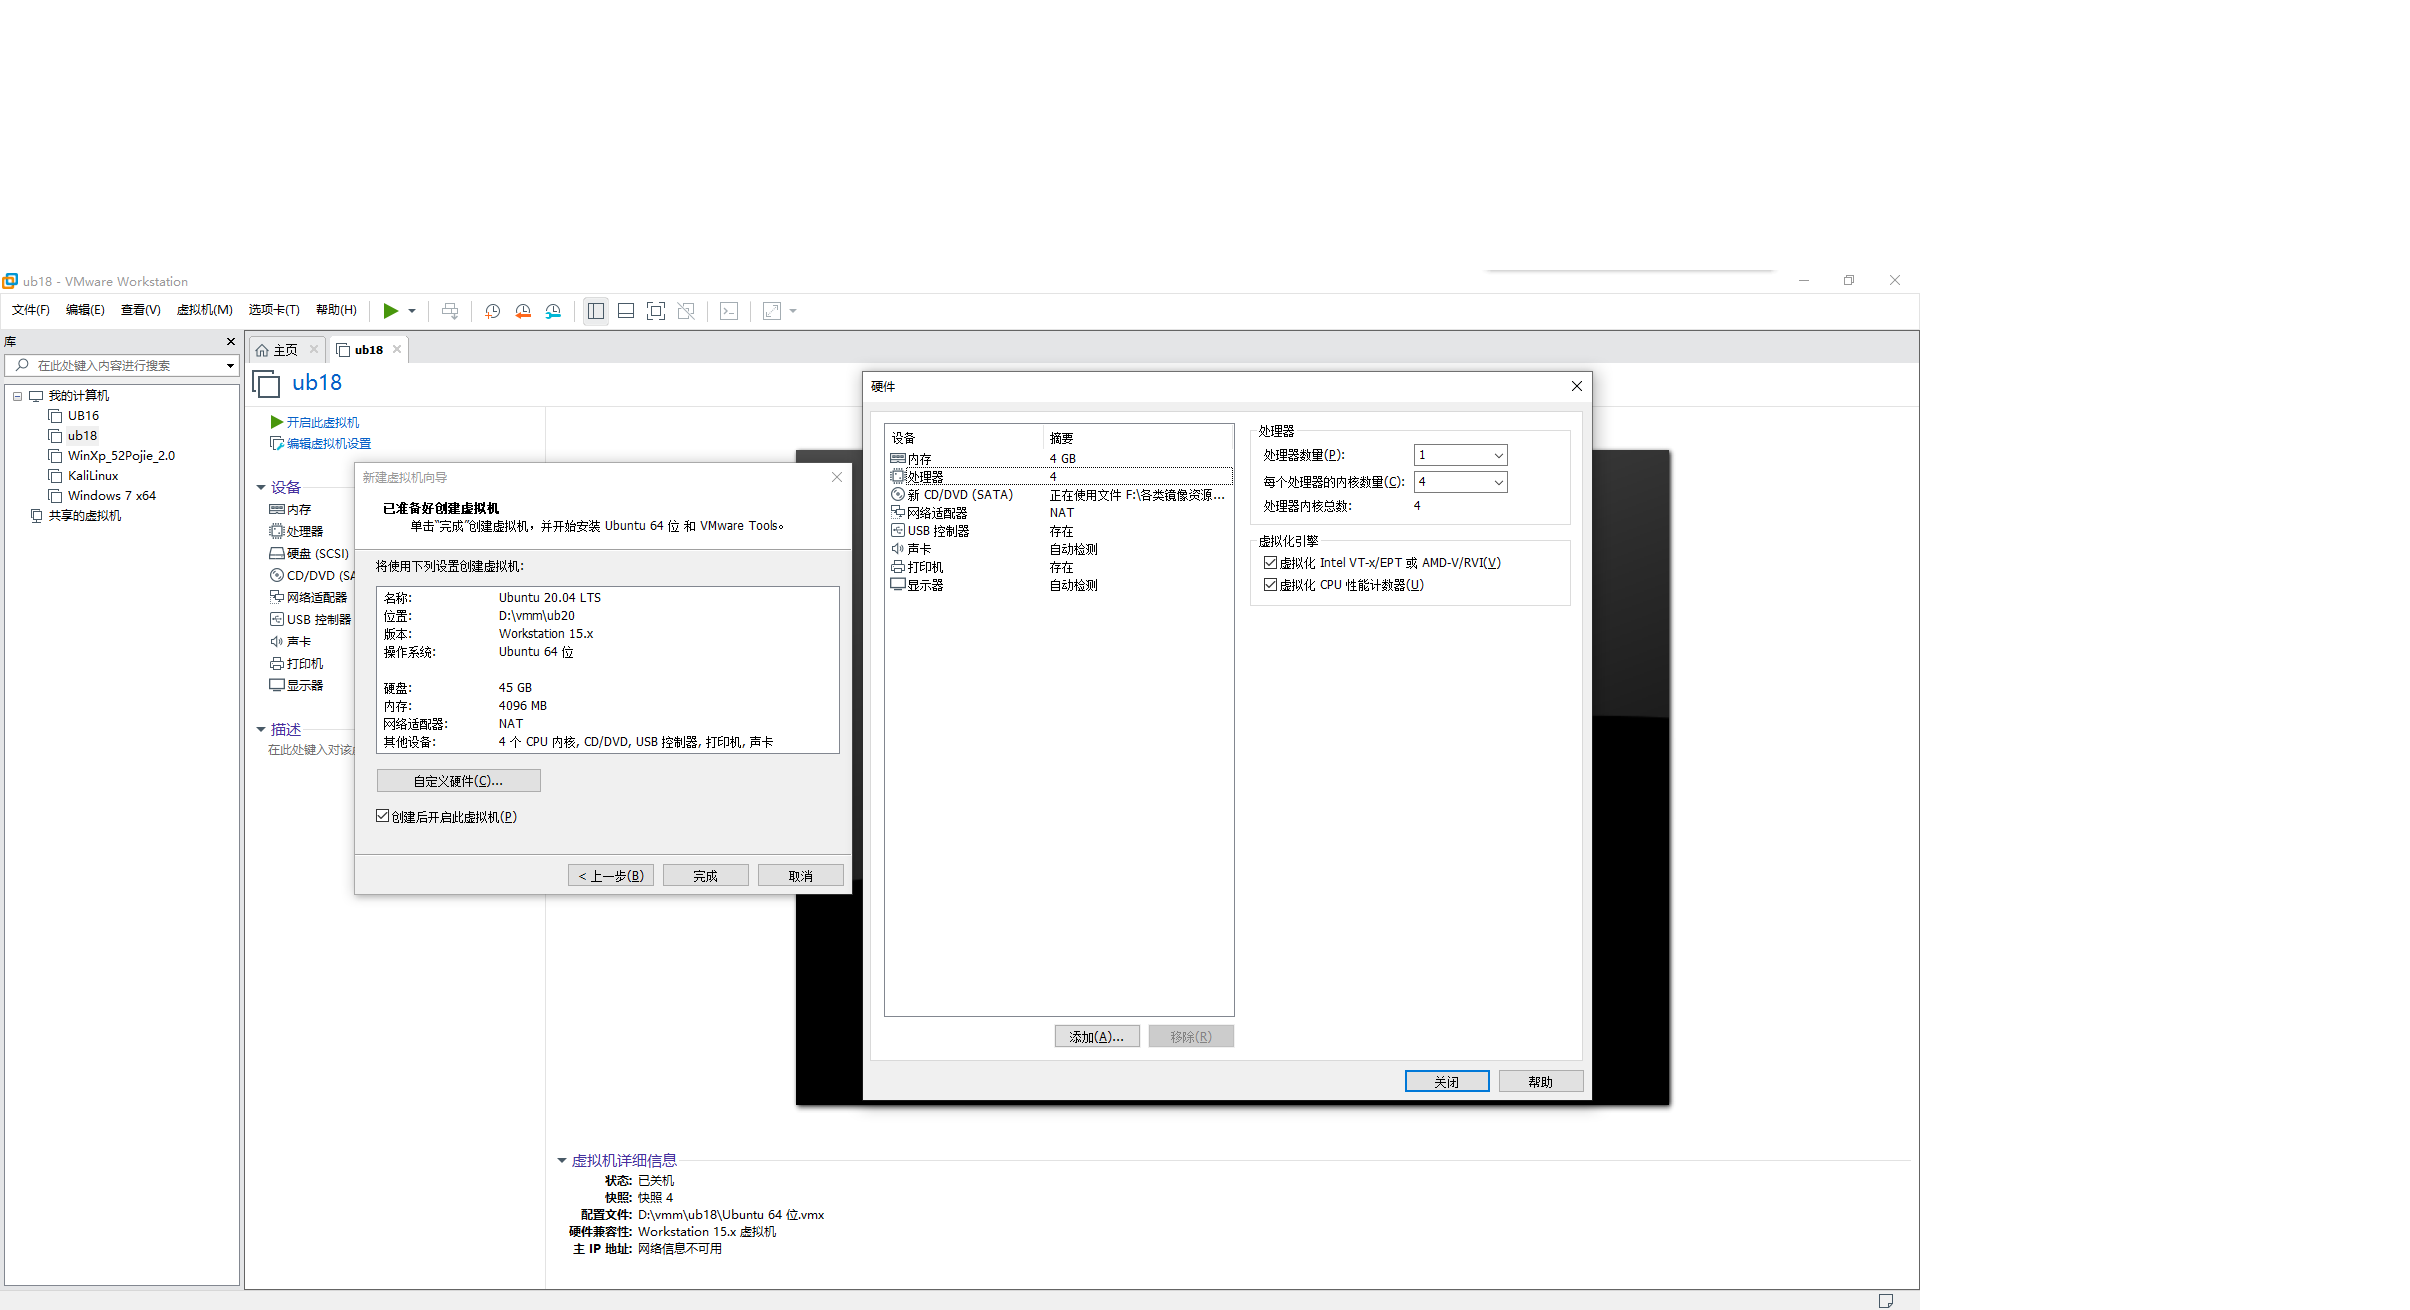 ub18 - VMware Workstation
文件(F) 编辑(E) 查看(V) 虚拟机(M) 选项卡(T) 帮助(H)
库
在此处键入内容进行搜索
我的计算机
UB16
ub18
WinXp_52Pojie_2.0
KaliLinux
Windows 7 x64
共享的虚拟机
主页
ub18
ub18
开启此虚拟机
编辑虚拟机设置
设备
内存
处理器
硬盘 (SCSI)
CD/DVD (SA
网络适配器
USB 控制器
声卡
打印机
显示器
描述
在此处键入对该
新建虚拟机向导
已准备好创建虚拟机
单击“完成”创建虚拟机，并开始安装 Ubuntu 64 位 和 VMware Tools。
将使用下列设置创建虚拟机:
名称: Ubuntu 20.04 LTS
位置: D:\vmm\ub20
版本: Workstation 15.x
操作系统: Ubuntu 64 位
硬盘: 45 GB
内存: 4096 MB
网络适配器: NAT
其他设备: 4 个 CPU 内核, CD/DVD, USB 控制器, 打印机, 声卡
自定义硬件(C)...
创建后开启此虚拟机(P)
< 上一步(B) 完成 取消
硬件
设备 摘要
内存 4 GB
处理器 4
新 CD/DVD (SATA) 正在使用文件 F:\各类镜像资源...
网络适配器 NAT
USB 控制器 存在
声卡 自动检测
打印机 存在
显示器 自动检测
添加(A)... 移除(R)
处理器
处理器数量(P): 1
每个处理器的内核数量(C): 4
处理器内核总数: 4
虚拟化引擎
虚拟化 Intel VT-x/EPT 或 AMD-V/RVI(V)
虚拟化 CPU 性能计数器(U)
关闭 帮助
虚拟机详细信息
状态: 已关机
快照: 快照 4
配置文件: D:\vmm\ub18\Ubuntu 64 位.vmx
硬件兼容性: Workstation 15.x 虚拟机
主 IP 地址: 网络信息不可用